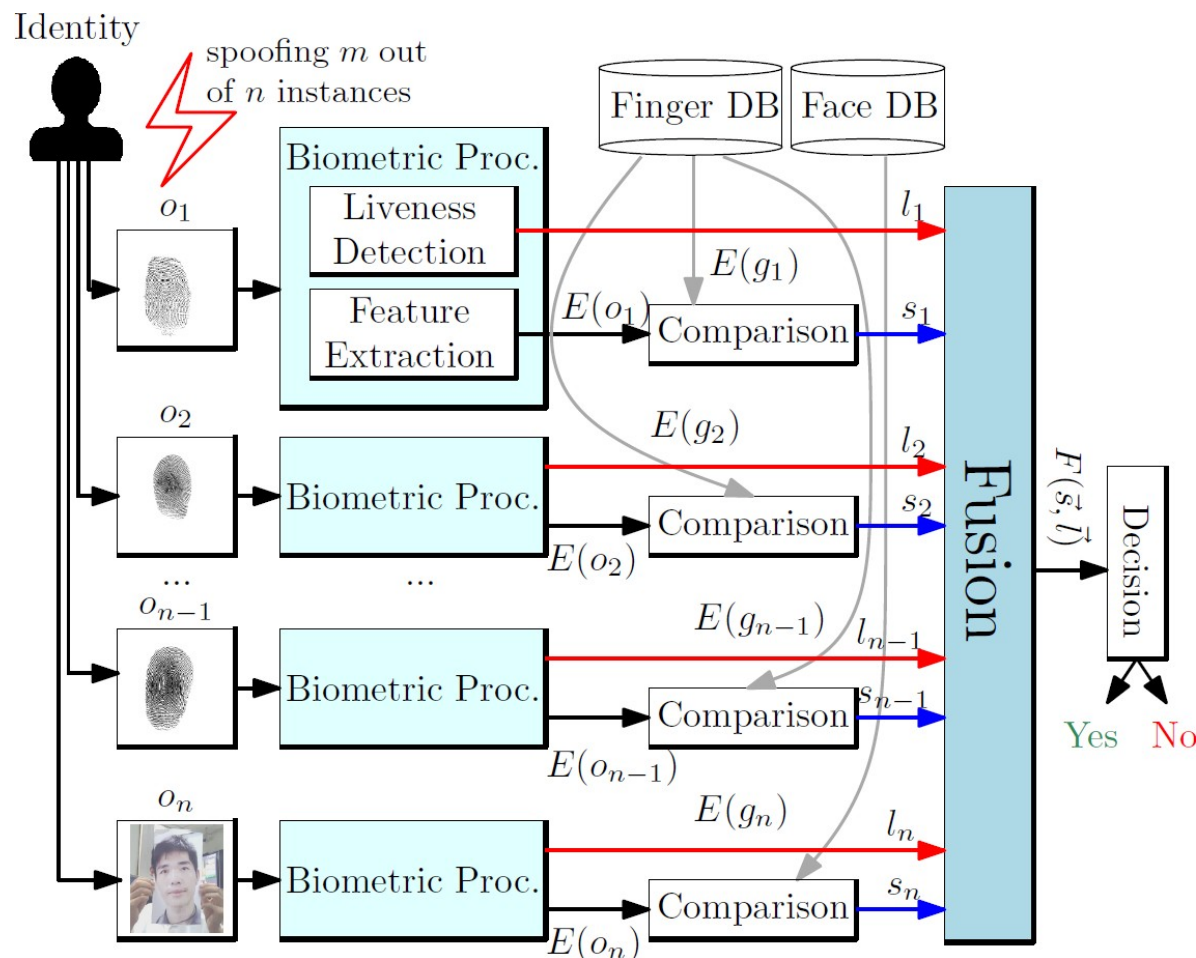 Identity
spoofing m out
of n instances
Finger DB
Face DB
Biometric Proc.
Liveness
Detection
Feature
Extraction
o₁
l₁
E(g₁)
E(o₁)
Comparison
s₁
o₂
Biometric Proc.
E(g₂)
l₂
E(o₂)
Comparison
s₂
...
...
oₙ₋₁
Biometric Proc.
E(gₙ₋₁)
lₙ₋₁
E(oₙ₋₁)
Comparison
sₙ₋₁
oₙ
Biometric Proc.
E(gₙ)
lₙ
E(oₙ)
Comparison
sₙ
Fusion
F(s⃗, l⃗)
Decision
Yes
No